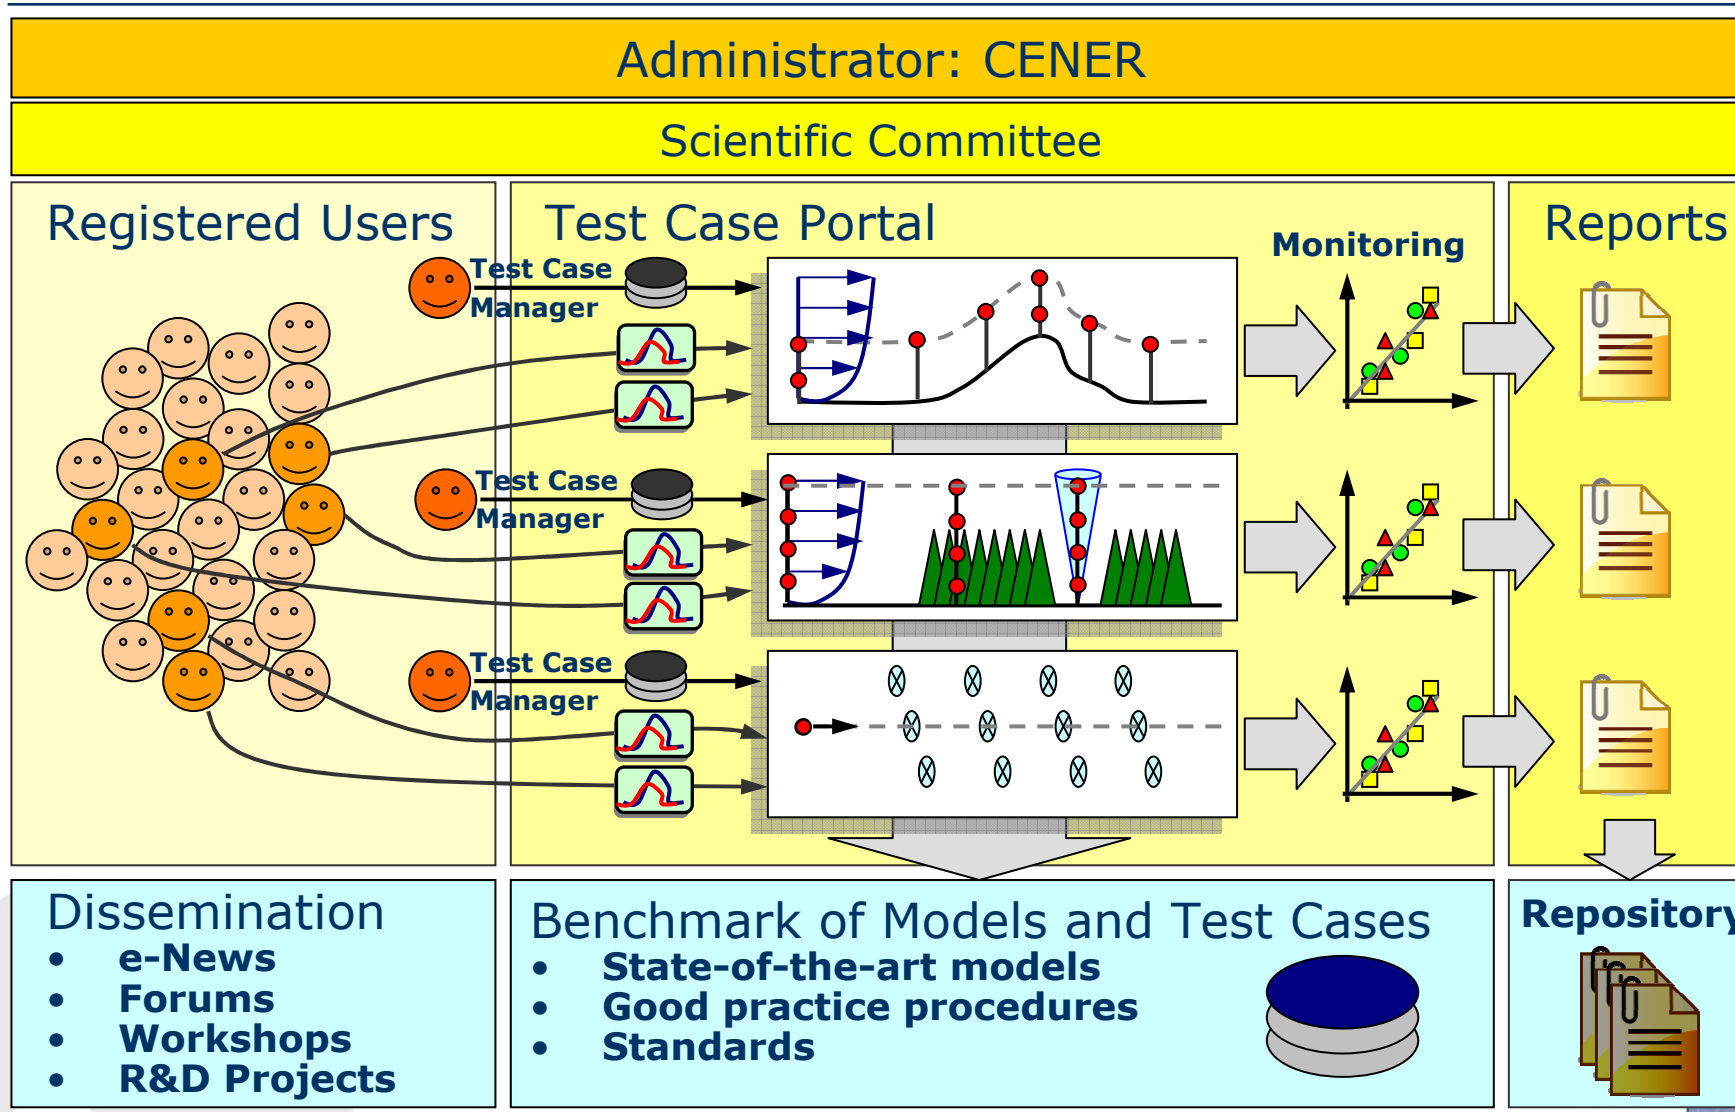 Administrator: CENER
Scientific Committee
Registered Users
Test Case Portal
Monitoring
Reports
Test Case
Manager
Test Case
Manager
Test Case
Manager
Dissemination
• e-News
• Forums
• Workshops
• R&D Projects
Benchmark of Models and Test Cases
• State-of-the-art models
• Good practice procedures
• Standards
Repository